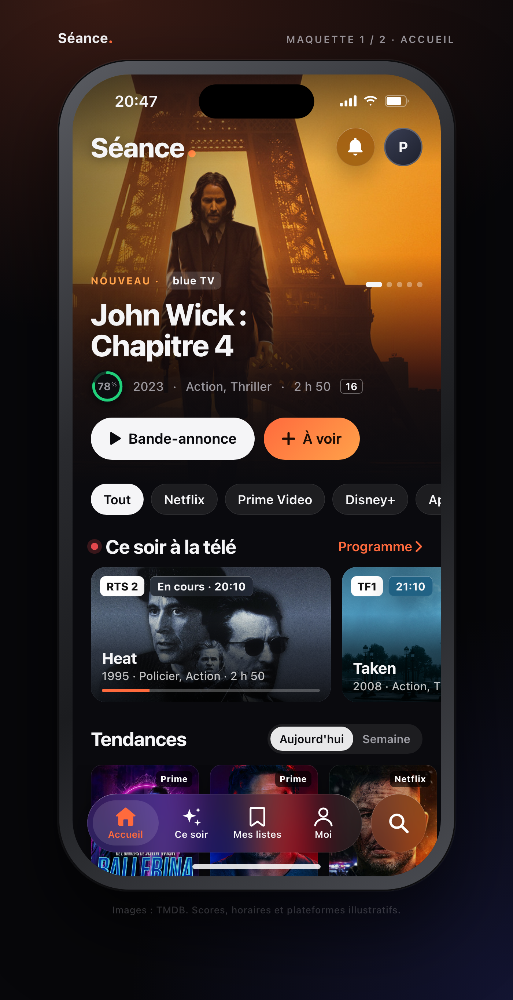 Séance.
MAQUETTE 1 / 2 · ACCUEIL
20:47
Séance.
P
NOUVEAU · blue TV
John Wick :
Chapitre 4
78% 2023 · Action, Thriller · 2 h 50 16
Bande-annonce
À voir
Tout
Netflix
Prime Video
Disney+
Ap
Ce soir à la télé
Programme
RTS 2
En cours · 20:10
Heat
1995 · Policier, Action · 2 h 50
TF1
21:10
Taken
2008 · Action, T
Tendances
Aujourd'hui
Semaine
Prime
Prime
Netflix
Accueil
Ce soir
Mes listes
Moi
DE L'UNIVERS DE JOHN WICK
BALLERINA
Images : TMDB. Scores, horaires et plateformes illustratifs.